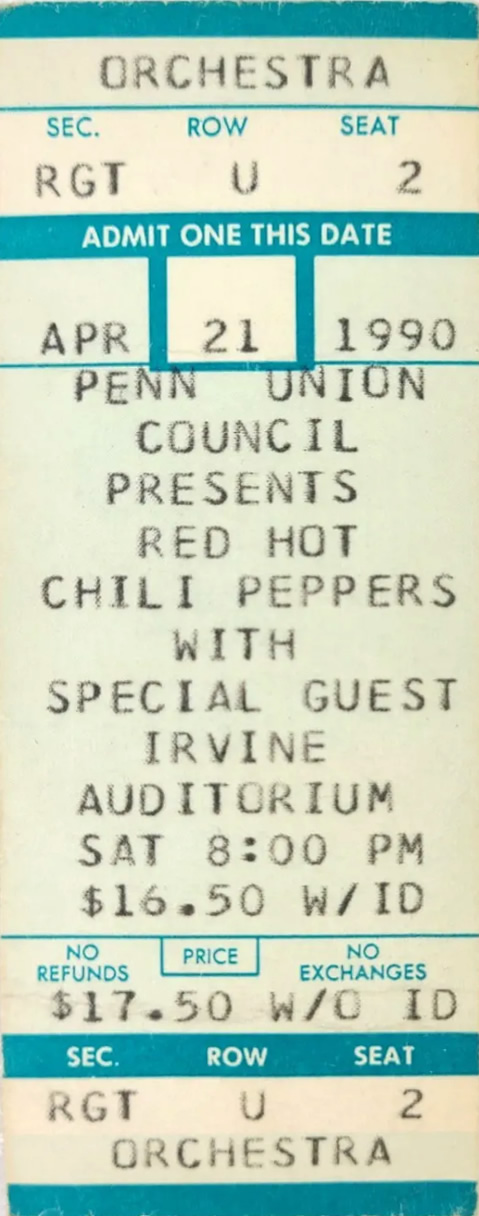 ORCHESTRA
SEC. ROW SEAT
RGT U 2
ADMIT ONE THIS DATE
APR 21 1990
PENN UNION
COUNCIL
PRESENTS
RED HOT
CHILI PEPPERS
WITH
SPECIAL GUEST
IRVINE
AUDITORIUM
SAT 8:00 PM
$16.50 W/ID
NO REFUNDS PRICE NO EXCHANGES
$17.50 W/O ID
SEC. ROW SEAT
RGT U 2
ORCHESTRA